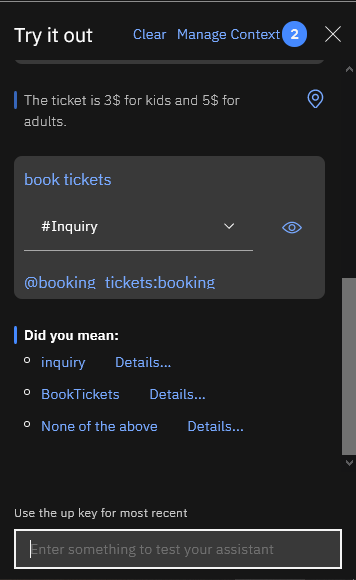 Try it out
Clear
Manage Context 2
The ticket is 3$ for kids and 5$ for
adults.
book tickets
#Inquiry
@booking_tickets:booking
Did you mean:
inquiry Details...
BookTickets Details...
None of the above Details...
Use the up key for most recent
Enter something to test your assistant